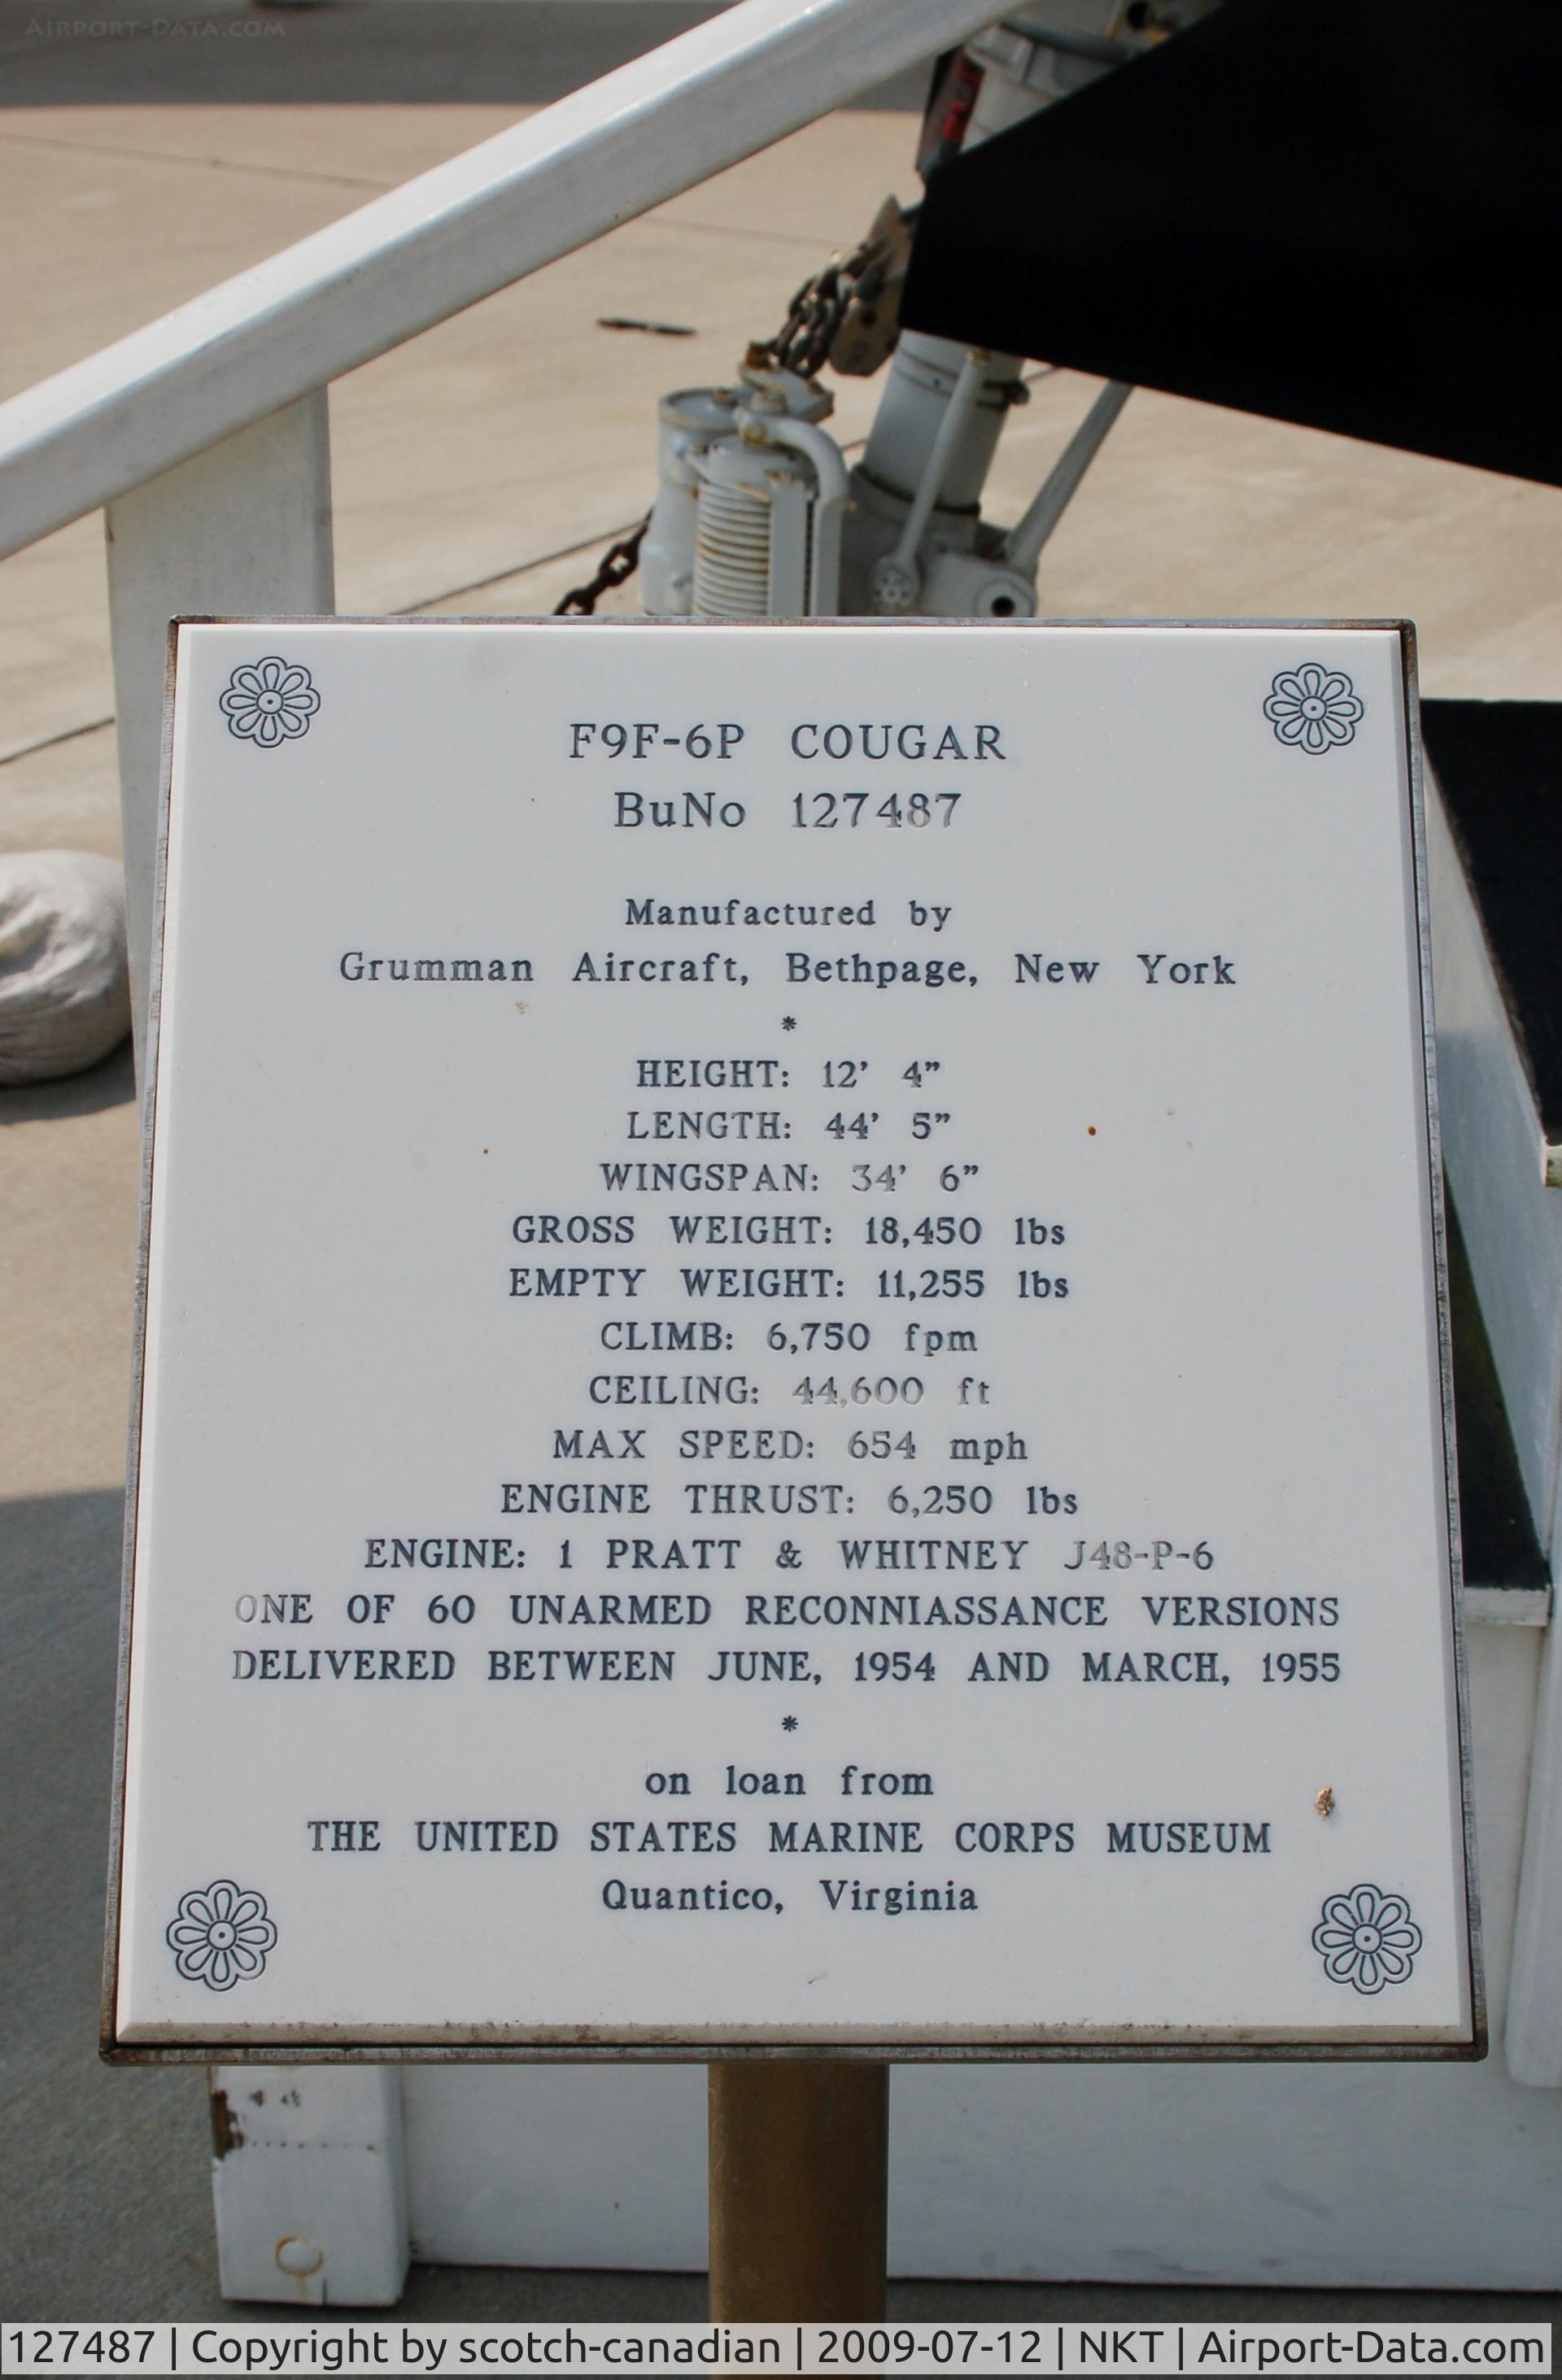 AIRPORT-DATA.COM
F9F-6P COUGAR
BuNo 127487
Manufactured by
Grumman Aircraft, Bethpage, New York
*
HEIGHT: 12' 4”
LENGTH: 44' 5”
WINGSPAN: 34' 6”
GROSS WEIGHT: 18,450 lbs
EMPTY WEIGHT: 11,255 lbs
CLIMB: 6,750 fpm
CEILING: 44,600 ft
MAX SPEED: 654 mph
ENGINE THRUST: 6,250 lbs
ENGINE: 1 PRATT & WHITNEY J48-P-6
ONE OF 60 UNARMED RECONNIASSANCE VERSIONS
DELIVERED BETWEEN JUNE, 1954 AND MARCH, 1955
*
on loan from
THE UNITED STATES MARINE CORPS MUSEUM
Quantico, Virginia
127487 | Copyright by scotch-canadian | 2009-07-12 | NKT | Airport-Data.com